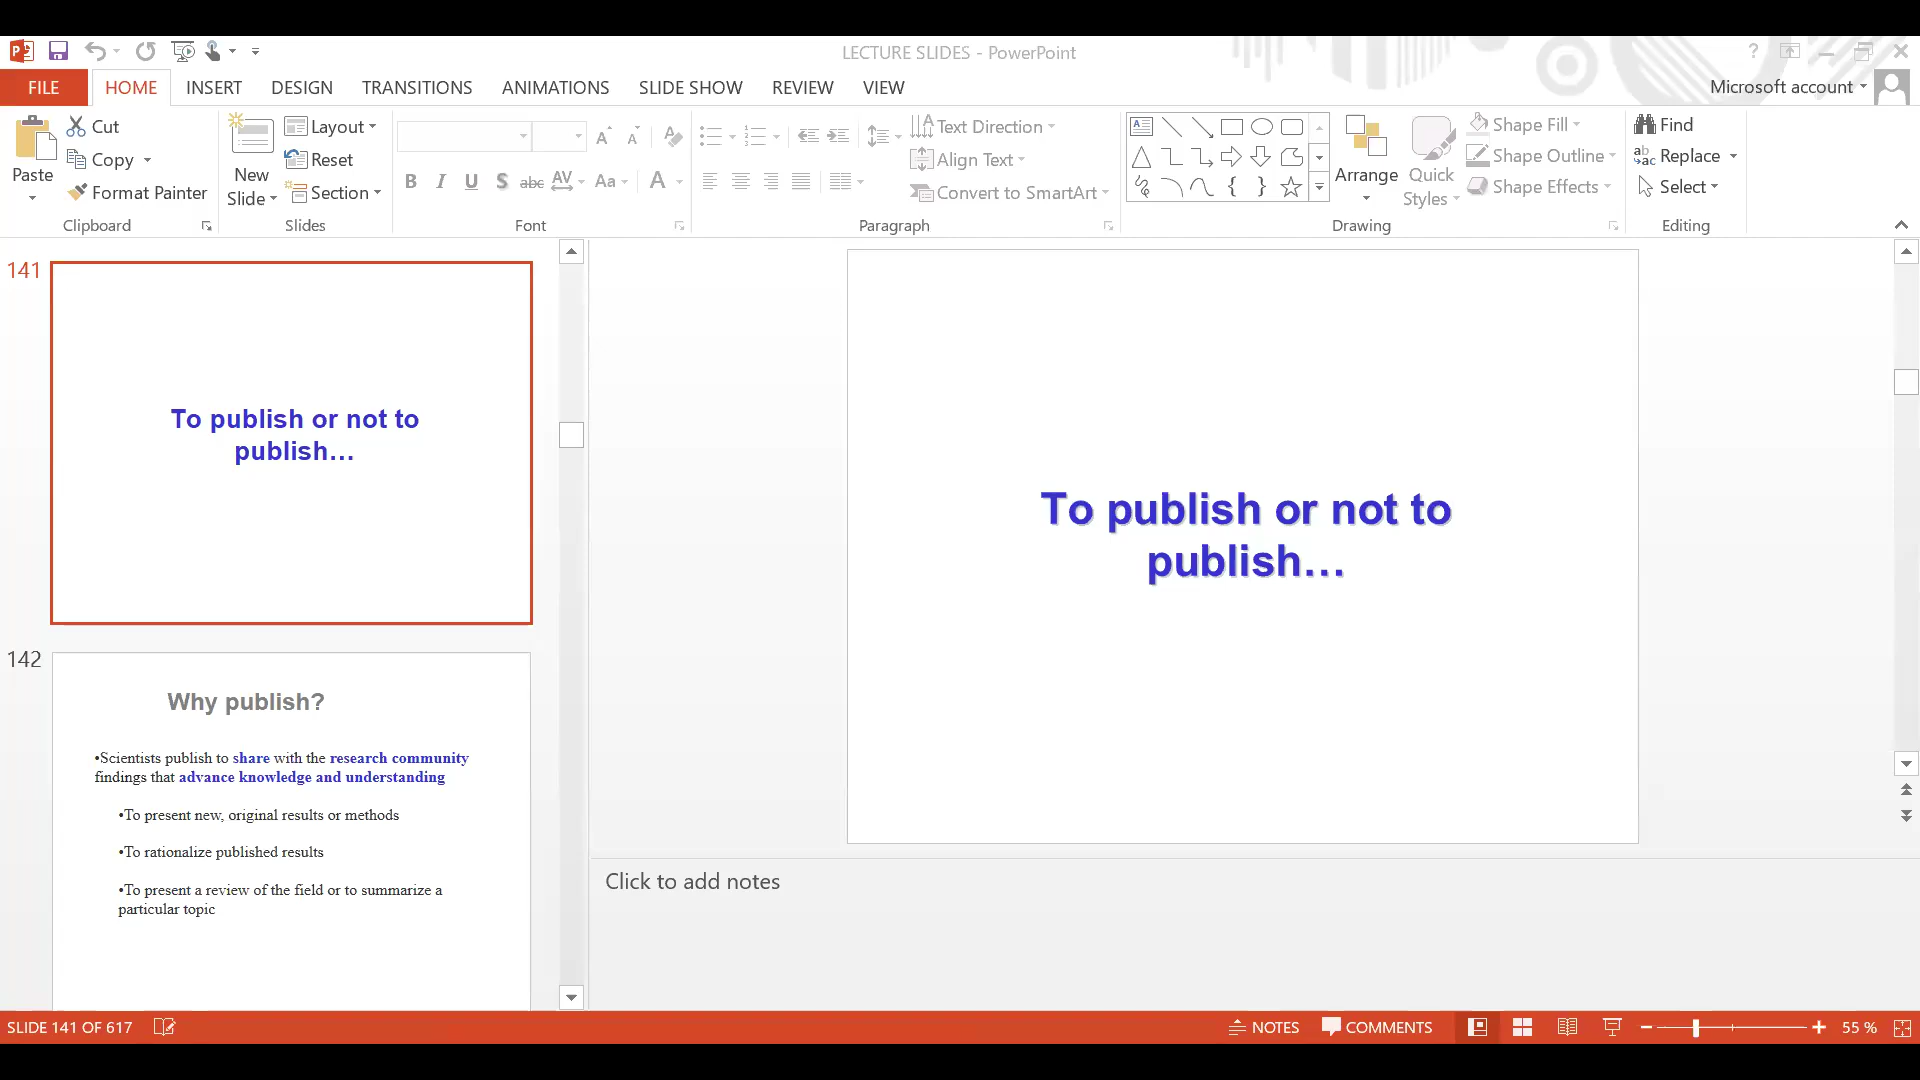 LECTURE SLIDES - PowerPoint
FILE HOME INSERT DESIGN TRANSITIONS ANIMATIONS SLIDE SHOW REVIEW VIEW Microsoft account
Paste
Cut
Copy
Format Painter
Clipboard
New Slide
Layout
Reset
Section
Slides
B I U S abc AV Aa A
Font
Text Direction
Align Text
Convert to SmartArt
Paragraph
Arrange
Quick Styles
Shape Fill
Shape Outline
Shape Effects
Drawing
Find
Replace
Select
Editing
141
To publish or not to
publish…
142
Why publish?
•Scientists publish to share with the research community
findings that advance knowledge and understanding
•To present new, original results or methods
•To rationalize published results
•To present a review of the field or to summarize a
particular topic
To publish or not to
publish…
Click to add notes
SLIDE 141 OF 617 NOTES COMMENTS 55 %